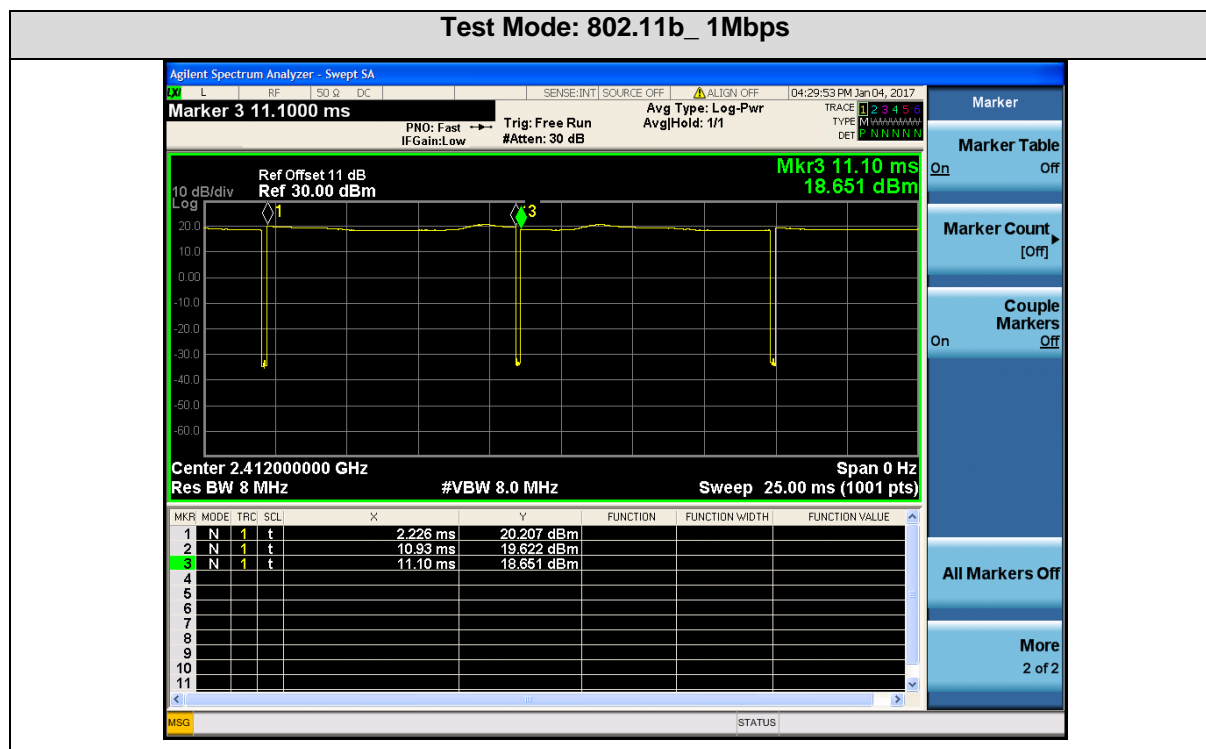 Test Mode: 802.11b_ 1Mbps
Agilent Spectrum Analyzer - Swept SA
LXI L RF 50 Ω DC SENSE:INT SOURCE OFF ALIGN OFF 04:29:53 PM Jan 04, 2017
Marker 3 11.1000 ms
PNO: Fast
IFGain:Low
Trig: Free Run
#Atten: 30 dB
Avg Type: Log-Pwr
Avg|Hold: 1/1
TRACE 1 2 3 4 5 6
TYPE M WWWWW
DET P N N N N N
Mkr3 11.10 ms
18.651 dBm
Ref Offset 11 dB
10 dB/div Ref 30.00 dBm
Log
1
3
20.0
10.0
0.00
-10.0
-20.0
-30.0
-40.0
-50.0
-60.0
Center 2.412000000 GHz Span 0 Hz
Res BW 8 MHz #VBW 8.0 MHz Sweep 25.00 ms (1001 pts)
MKR MODE TRC SCL X Y FUNCTION FUNCTION WIDTH FUNCTION VALUE
1 N 1 t 2.226 ms 20.207 dBm
2 N 1 t 10.93 ms 19.622 dBm
3 N 1 t 11.10 ms 18.651 dBm
4
5
6
7
8
9
10
11
MSG STATUS
Marker
Marker Table
On Off
Marker Count
[Off]
Couple
Markers
On Off
All Markers Off
More
2 of 2